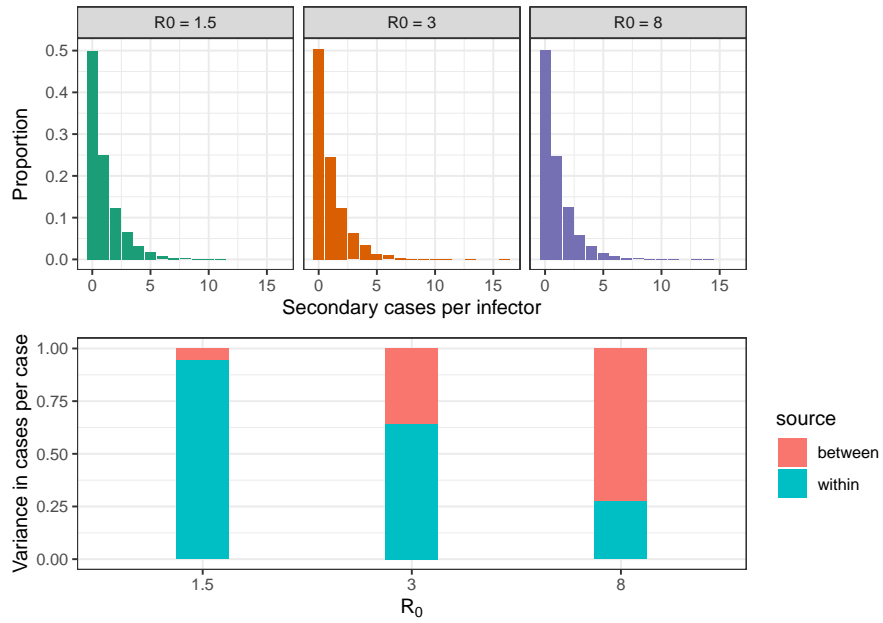 R0 = 1.5 R0 = 3 R0 = 8
Proportion
0.5
0.4
0.3
0.2
0.1
0.0
0 5 10 15 0 5 10 15 0 5 10 15
Secondary cases per infector
Variance in cases per case
1.00
0.75
0.50
0.25
0.00
1.5 3 8
R₀
source
between
within